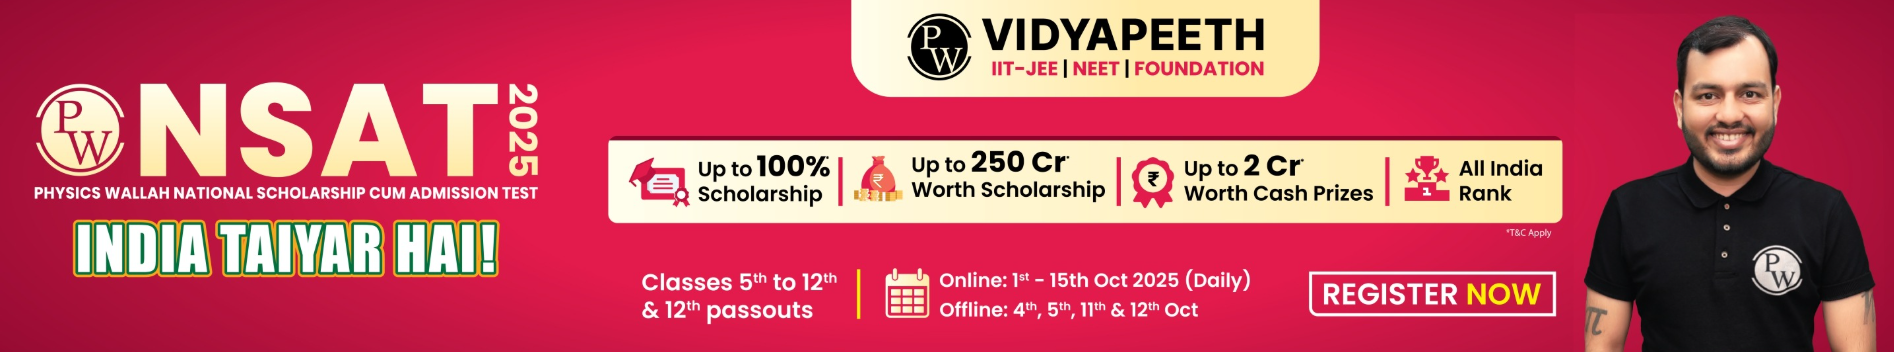 PW NSAT 2025
PHYSICS WALLAH NATIONAL SCHOLARSHIP CUM ADMISSION TEST
INDIA TAIYAR HAI!
PW VIDYAPEETH
IIT-JEE | NEET | FOUNDATION
Up to 100%
Scholarship
Up to 250 Cr*
Worth Scholarship
Up to 2 Cr*
Worth Cash Prizes
1
All India
Rank
*T&C Apply
Classes 5th to 12th
& 12th passouts
Online: 1st - 15th Oct 2025 (Daily)
Offline: 4th, 5th, 11th & 12th Oct
REGISTER NOW
PW
π